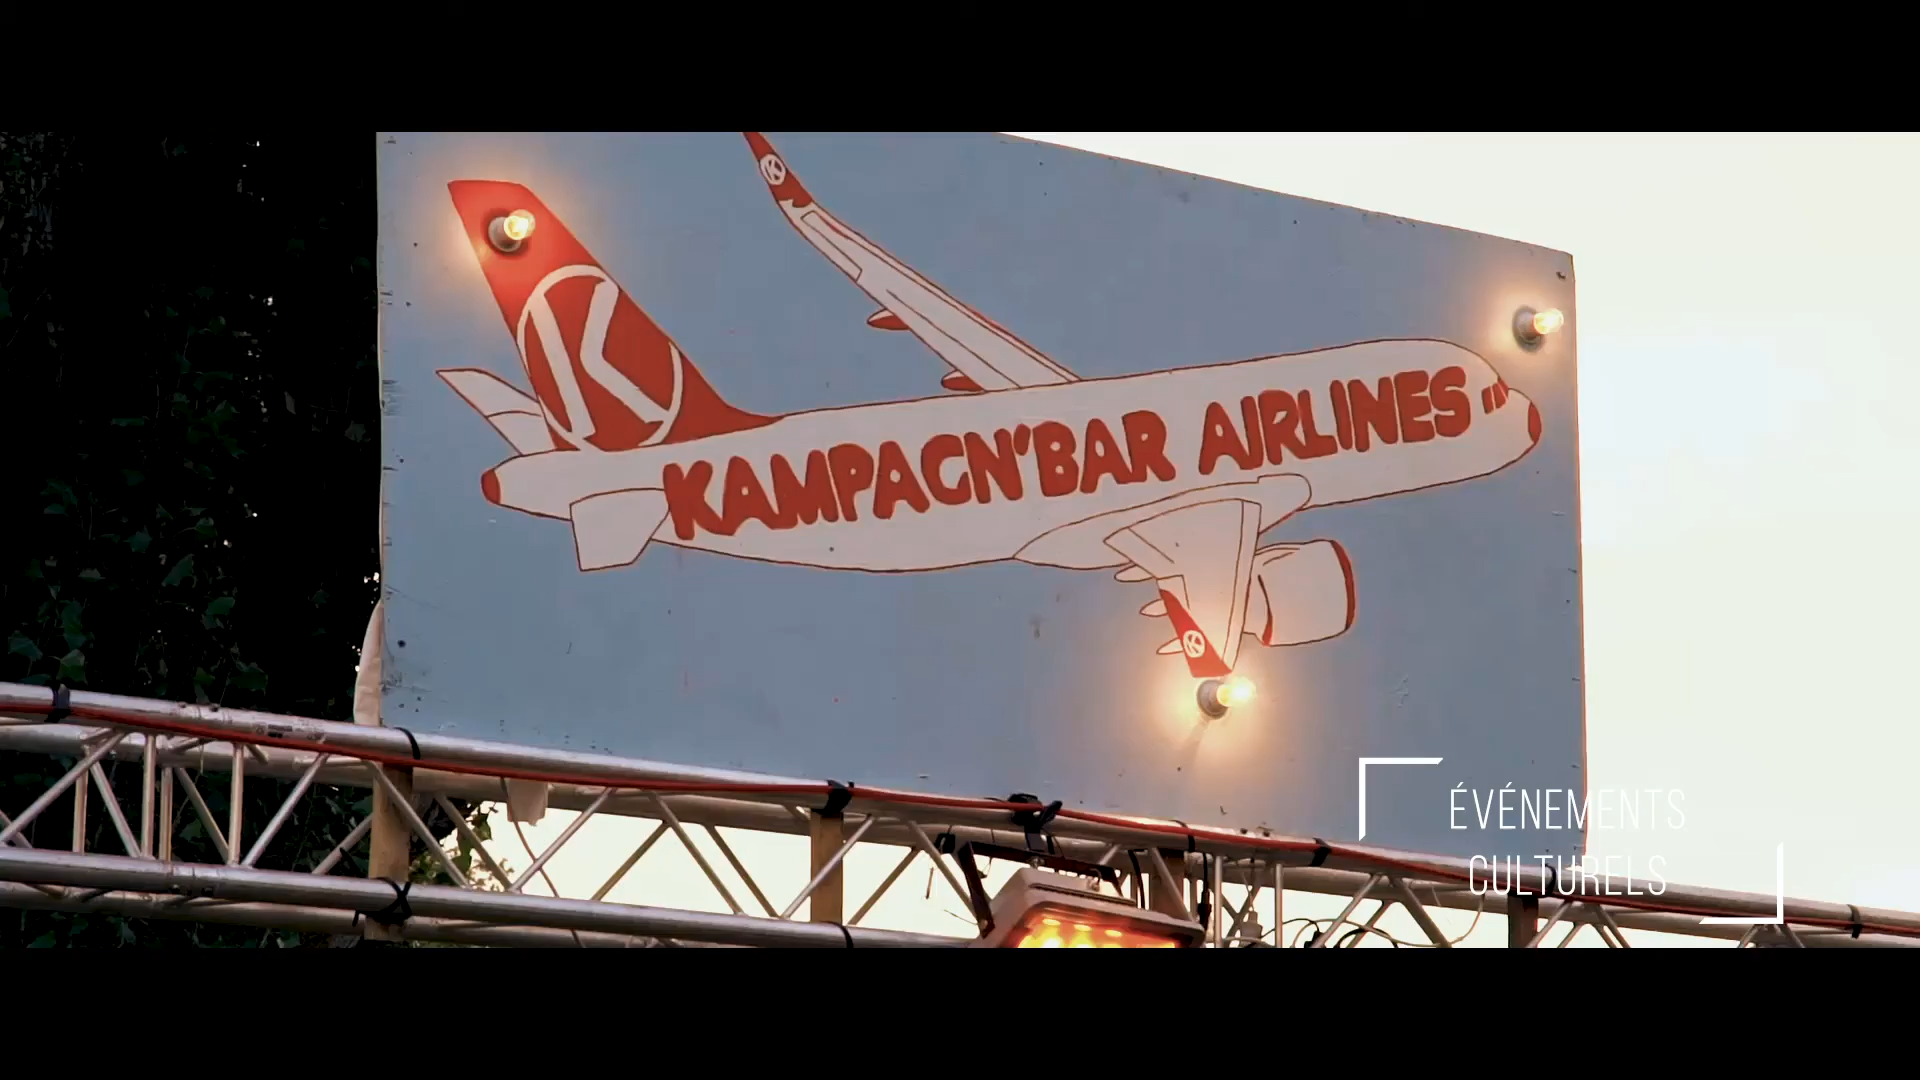 K
K
KAMPAGN'BAR AIRLINES
K
ÉVÉNEMENTS
CULTURELS